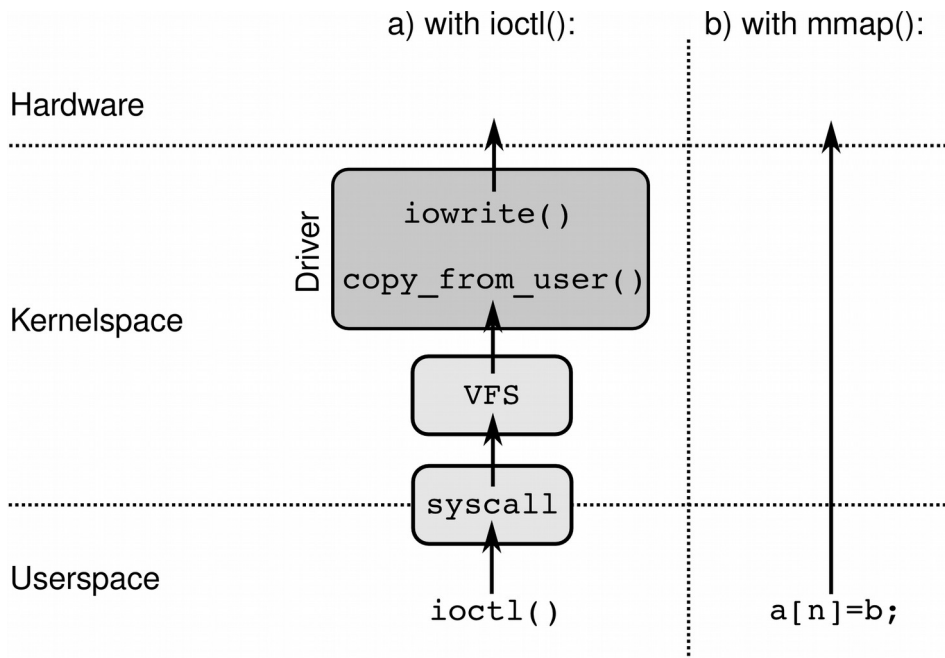 a) with ioctl():
b) with mmap():
Hardware
iowrite()
Driver
copy_from_user()
Kernelspace
VFS
syscall
Userspace
ioctl()
a[n]=b;